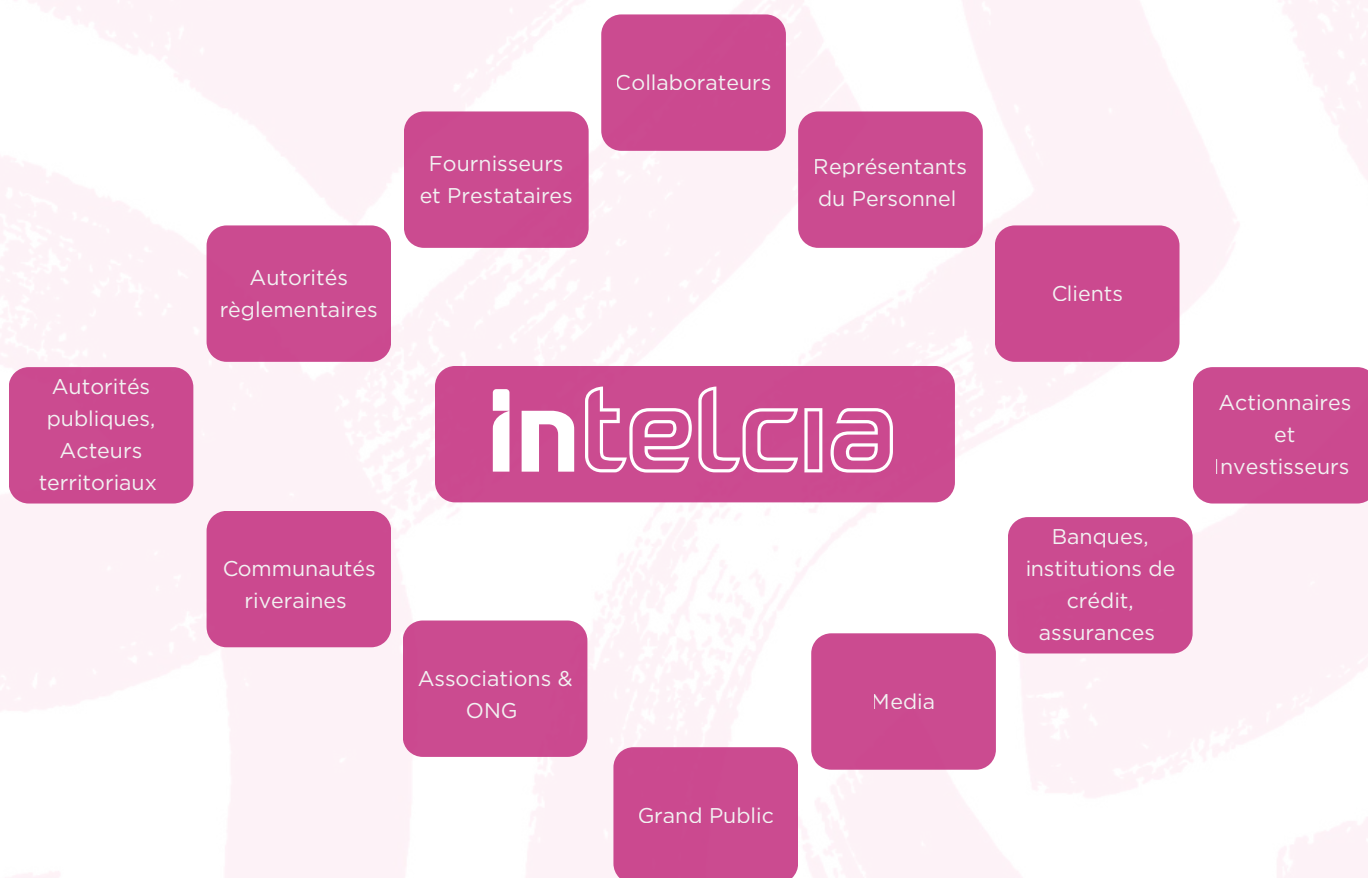 Collaborateurs
Fournisseurs
et Prestataires
Représentants
du Personnel
Autorités
règlementaires
Clients
Autorités
publiques,
Acteurs
territoriaux
intelcia
Actionnaires
et
Investisseurs
Communautés
riveraines
Banques,
institutions de
crédit,
assurances
Associations &
ONG
Media
Grand Public